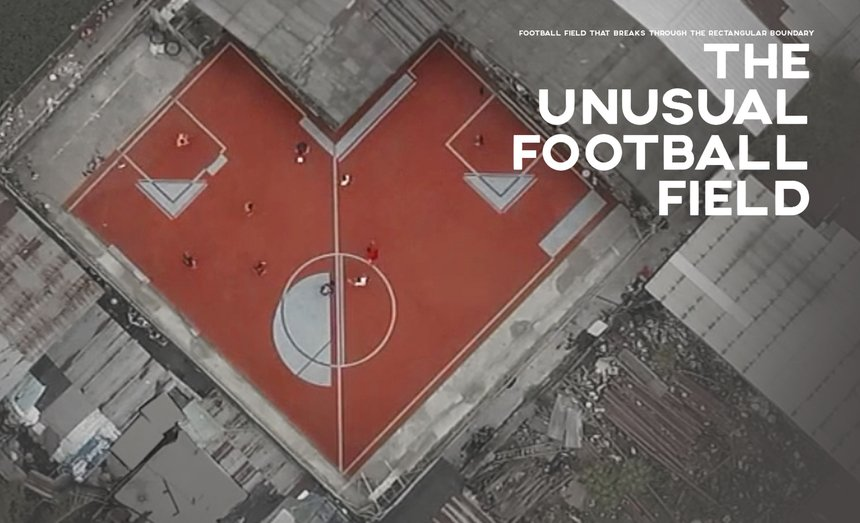 FOOTBALL FIELD THAT BREAKS THROUGH THE RECTANGULAR BOUNDARY
THE
UNUSUAL
FOOTBALL
FIELD